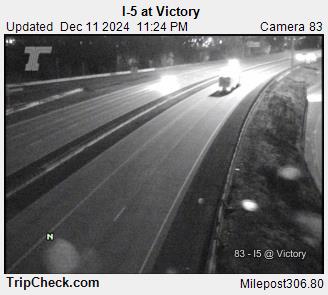 I-5 at Victory
Updated Dec 11 2024 11:24 PM Camera 83
T
N
83 - I5 @ Victory
TripCheck.com Milepost306.80